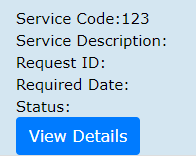 Service Code:123
Service Description:
Request ID:
Required Date:
Status:
View Details